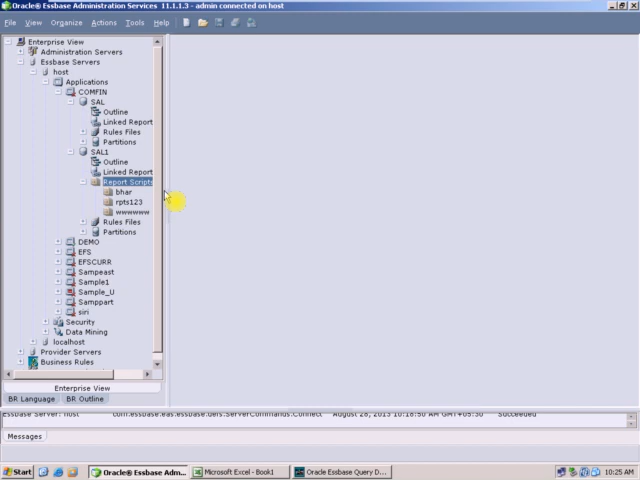 Oracle® Essbase Administration Services 11.1.1.3 - admin connected on host
File View Organize Actions Tools Help
Enterprise View
Administration Servers
Essbase Servers
host
Applications
COMFIN
SAL
Outline
Linked Report
Rules Files
Partitions
SAL1
Outline
Linked Report
Report Scripts
bhar
rpts123
wwwwww
Rules Files
Partitions
DEMO
EFS
EFSCURR
Sampeast
Sample1
Sample_U
Samppart
siri
Security
Data Mining
localhost
Provider Servers
Business Rules
Enterprise View
BR Language BR Outline
Essbase Server: host com.essbase.eas.essbase.defs.ServerCommands.Connect August 28, 2013 10:18:50 AM GMT+05:30 Succeeded
Messages
Start Oracle® Essbase Adm... Microsoft Excel - Book1 Oracle Essbase Query D... 10:25 AM